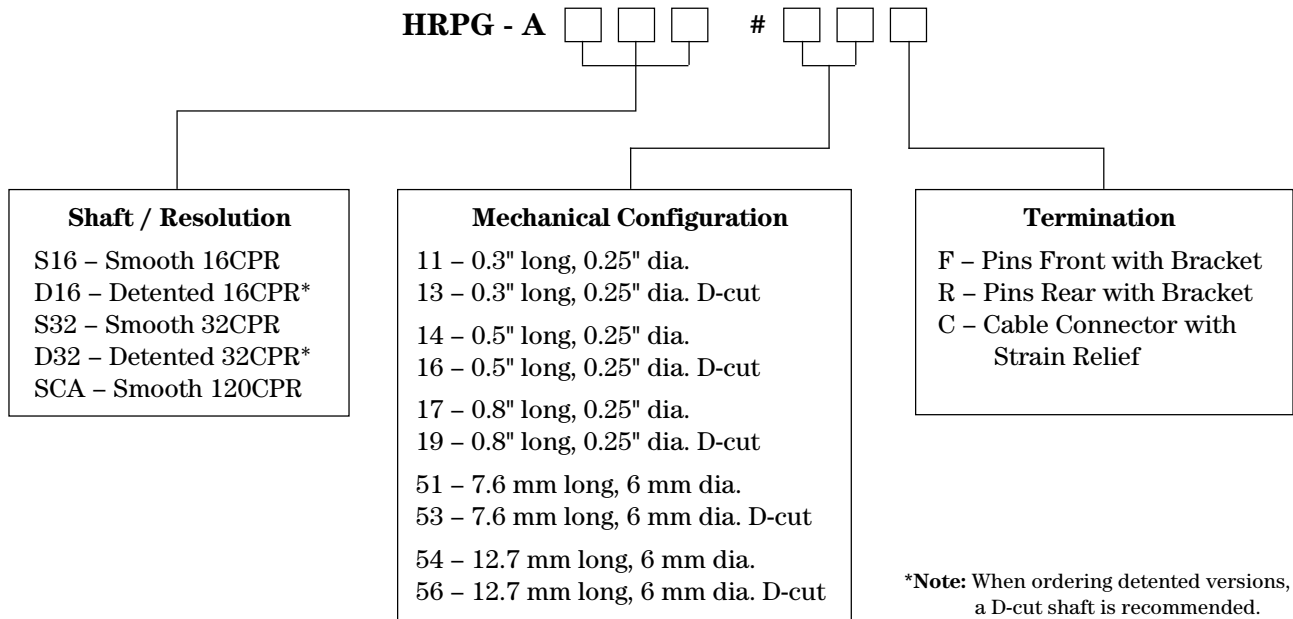 HRPG - A #
Shaft / Resolution
S16 – Smooth 16CPR
D16 – Detented 16CPR*
S32 – Smooth 32CPR
D32 – Detented 32CPR*
SCA – Smooth 120CPR
Mechanical Configuration
11 – 0.3" long, 0.25" dia.
13 – 0.3" long, 0.25" dia. D-cut
14 – 0.5" long, 0.25" dia.
16 – 0.5" long, 0.25" dia. D-cut
17 – 0.8" long, 0.25" dia.
19 – 0.8" long, 0.25" dia. D-cut
51 – 7.6 mm long, 6 mm dia.
53 – 7.6 mm long, 6 mm dia. D-cut
54 – 12.7 mm long, 6 mm dia.
56 – 12.7 mm long, 6 mm dia. D-cut
Termination
F – Pins Front with Bracket
R – Pins Rear with Bracket
C – Cable Connector with
Strain Relief
*Note: When ordering detented versions,
a D-cut shaft is recommended.